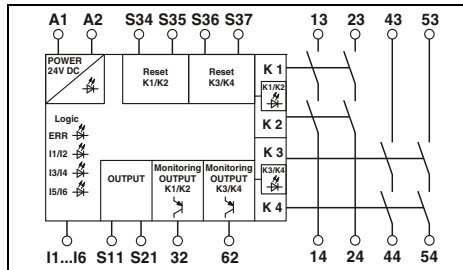 A1 A2 S34 S35 S36 S37 13 23 43 53
POWER
24V DC
Reset
K1/K2
Reset
K3/K4
K 1
K1/K2
K 2
Logic
ERR
I1/I2
I3/I4
I5/I6
OUTPUT
Monitoring
OUTPUT
K1/K2
Monitoring
OUTPUT
K3/K4
K 3
K3/K4
K 4
I1...I6 S11 S21 32 62 14 24 44 54